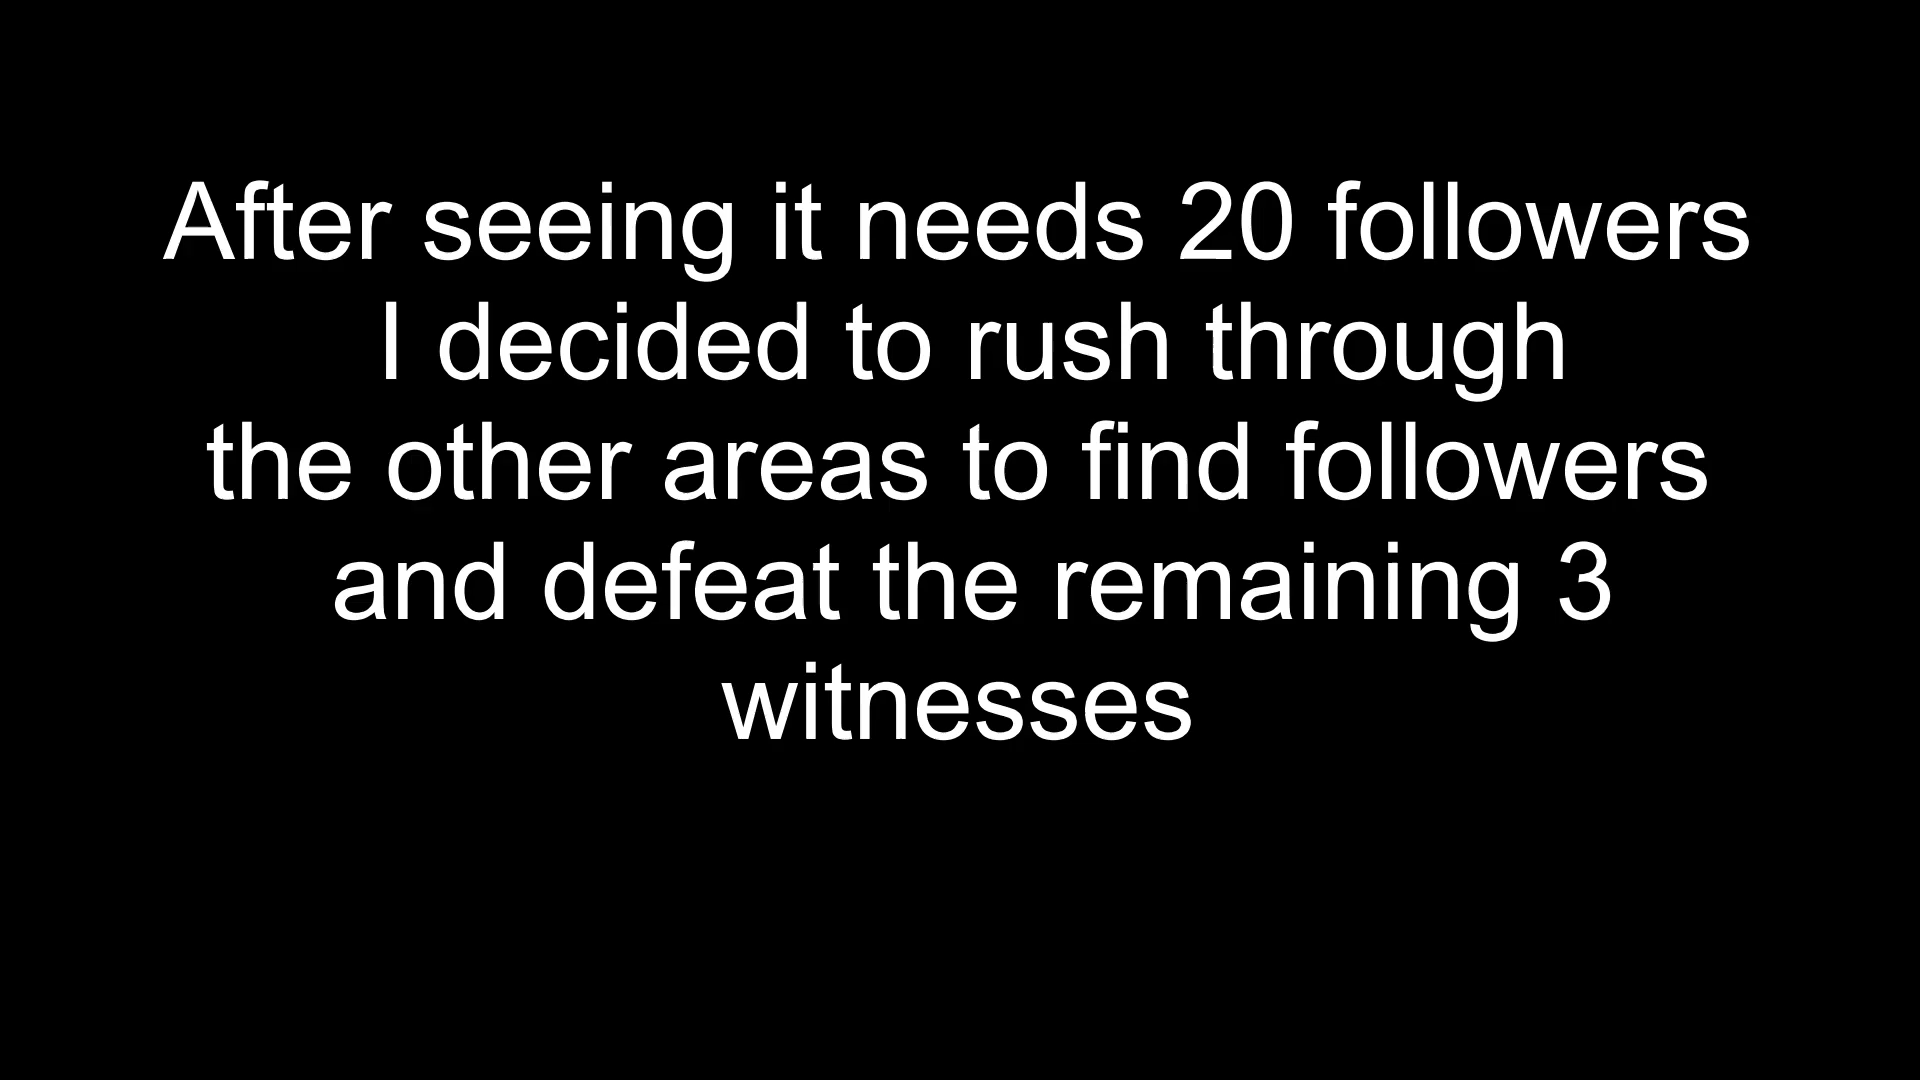 After seeing it needs 20 followers
I decided to rush through
the other areas to find followers
and defeat the remaining 3
witnesses